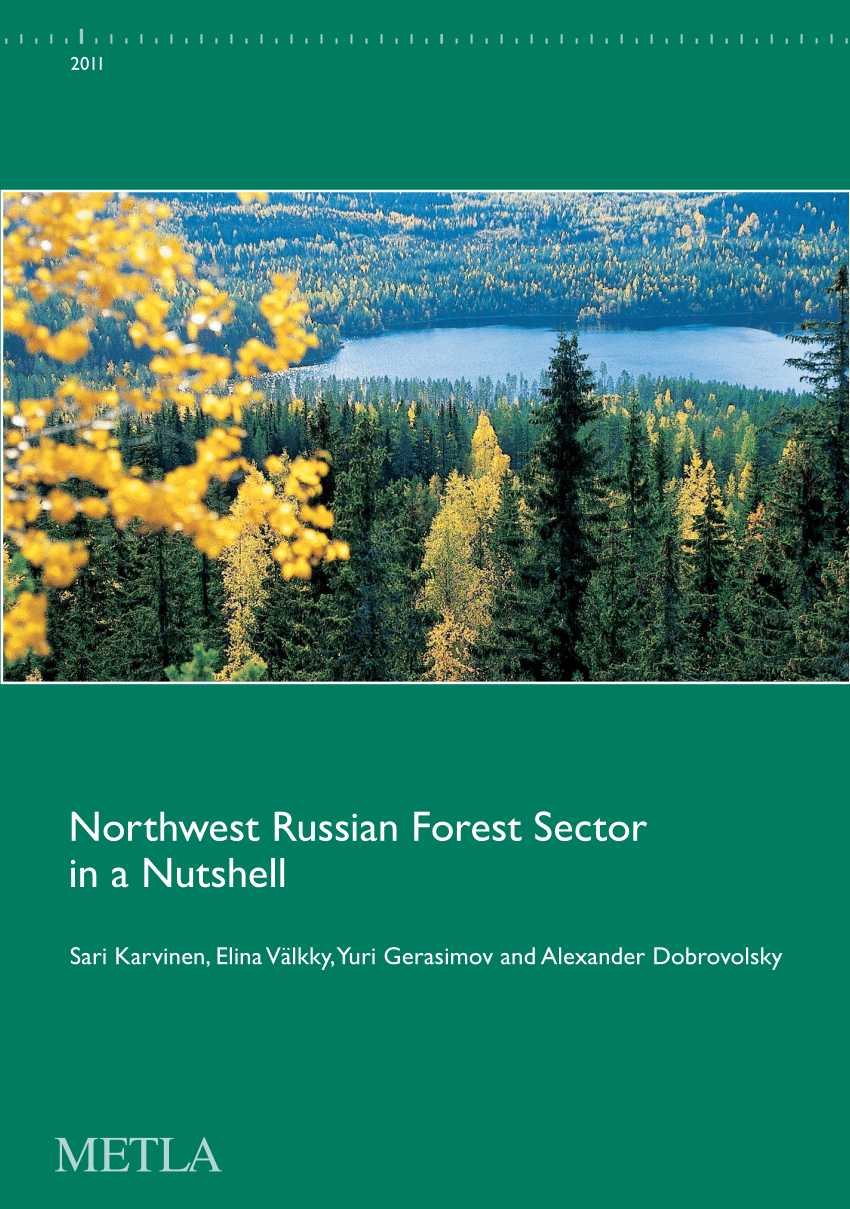 2011
Northwest Russian Forest Sector
in a Nutshell
Sari Karvinen, Elina Välkky, Yuri Gerasimov and Alexander Dobrovolsky
METLA